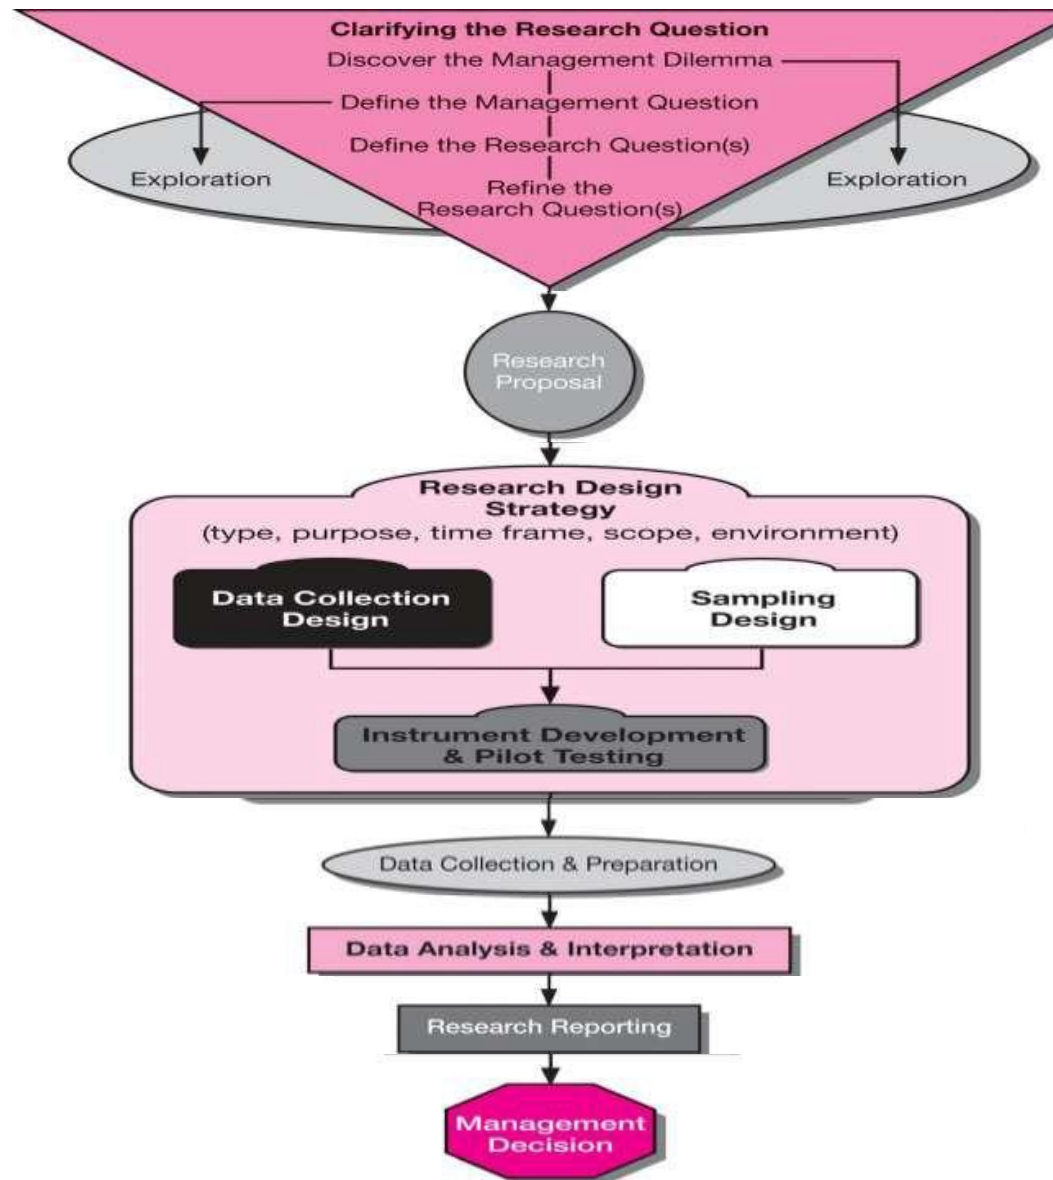 Clarifying the Research Question
Discover the Management Dilemma
Define the Management Question
Define the Research Question(s)
Exploration
Exploration
Refine the
Research Question(s)
Research
Proposal
Research Design
Strategy
(type, purpose, time frame, scope, environment)
Data Collection
Design
Sampling
Design
Instrument Development
& Pilot Testing
Data Collection & Preparation
Data Analysis & Interpretation
Research Reporting
Management
Decision